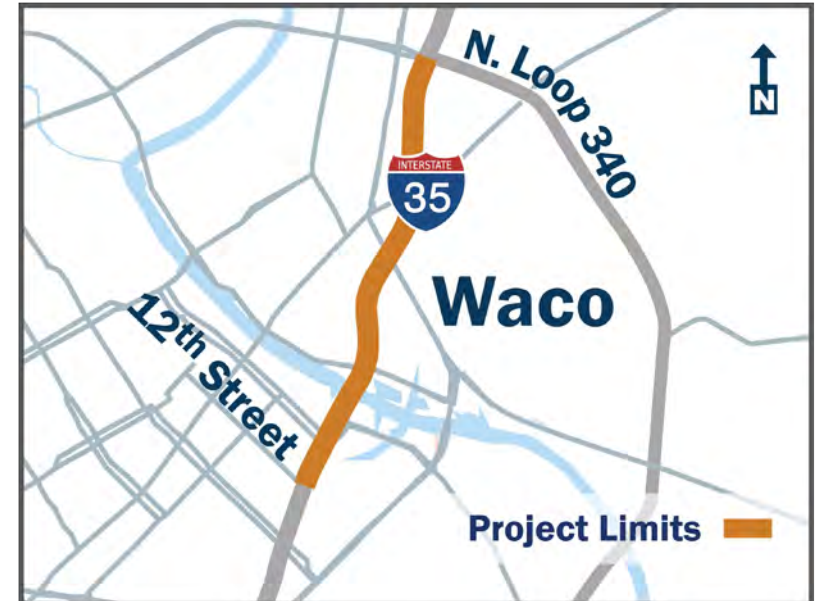 N. Loop 340
N
INTERSTATE
35
Waco
12th Street
Project Limits